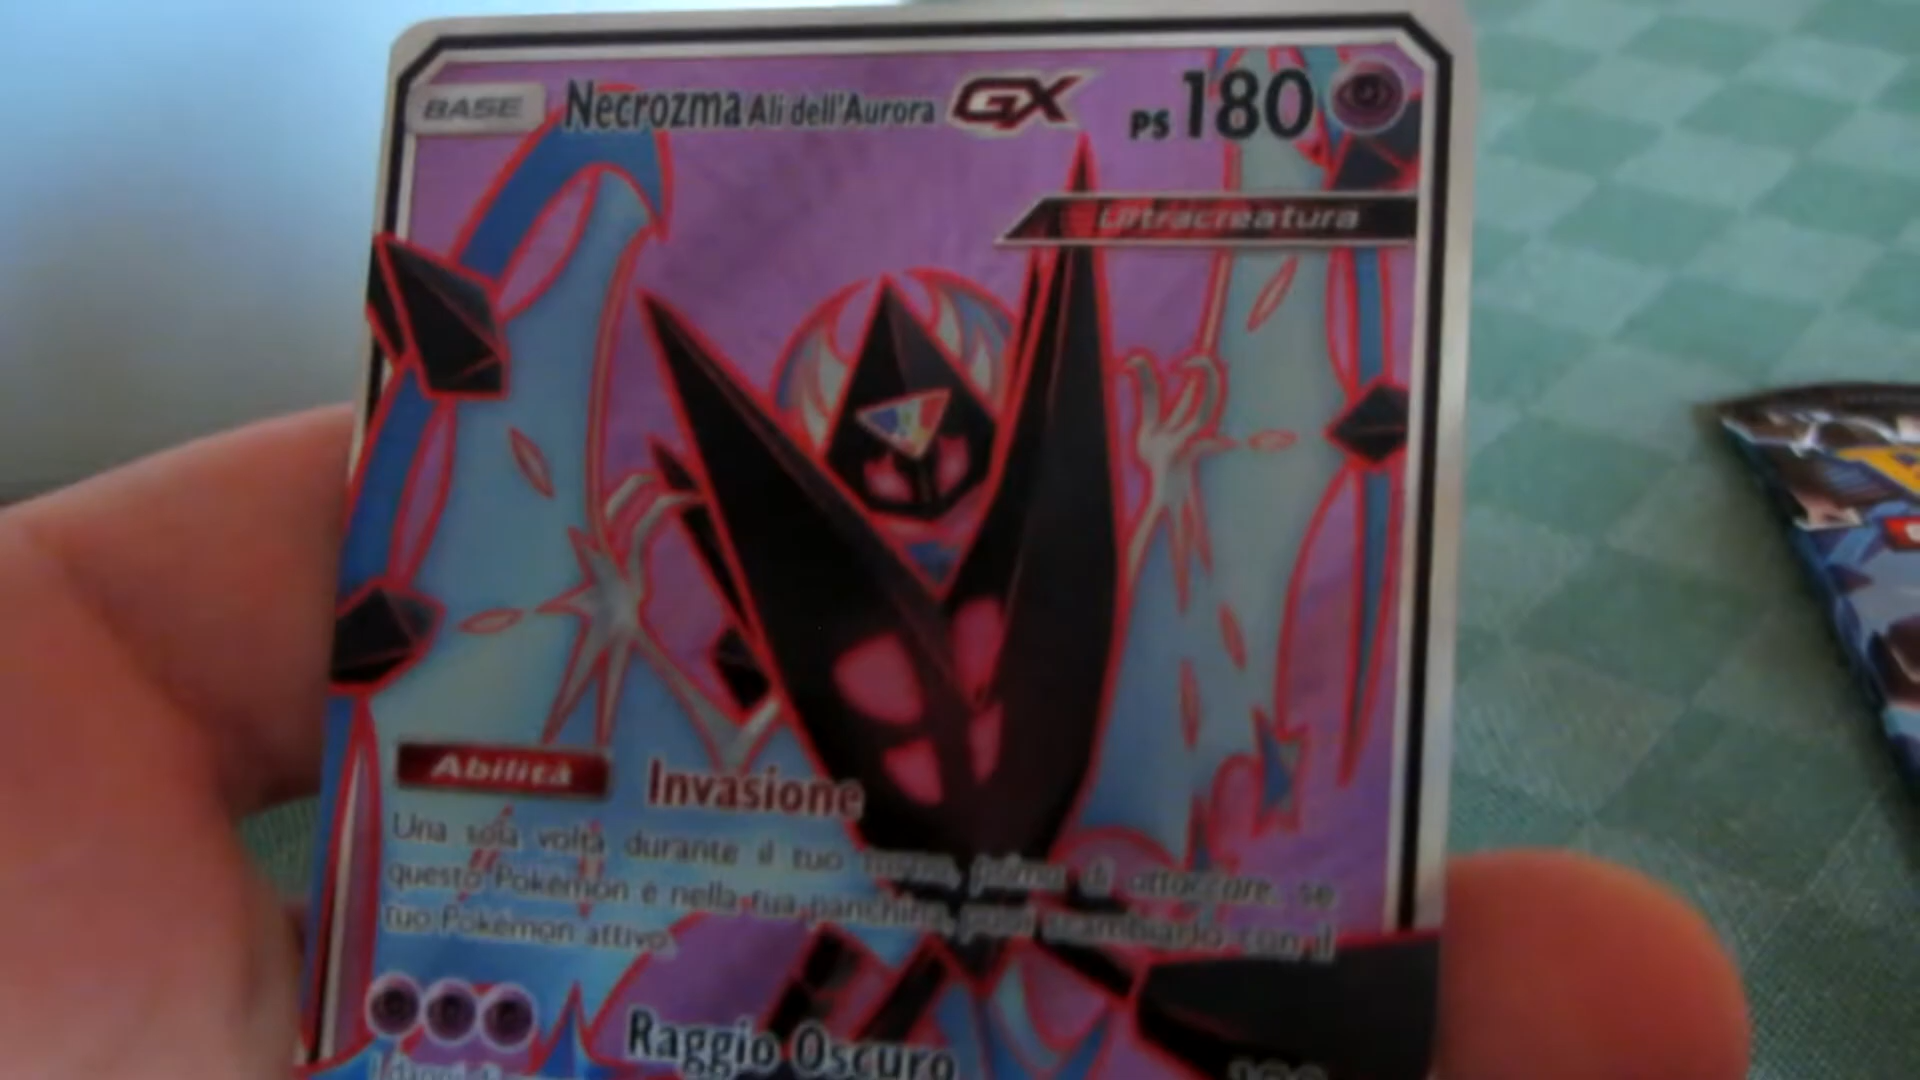 BASE Necrozma Ali dell'Aurora GX PS 180
Ultracreatura
Abilità Invasione
Una sola volta durante il tuo turno, prima di attaccare, se
questo Pokémon è nella tua panchina, puoi scambiarlo con il
tuo Pokémon attivo.
Raggio Oscuro
I danni